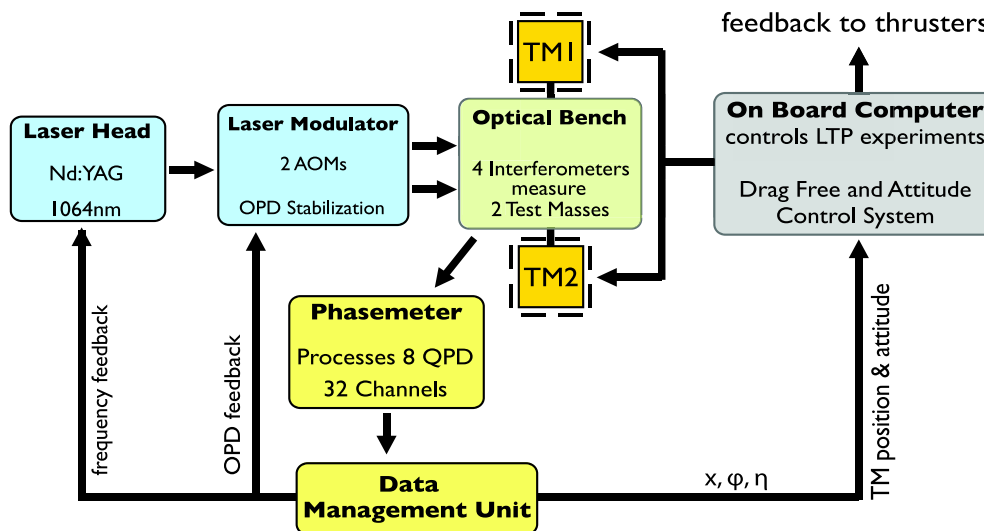 feedback to thrusters
TM1
Laser Head
Nd:YAG
1064nm
Laser Modulator
2 AOMs
OPD Stabilization
Optical Bench
4 Interferometers
measure
2 Test Masses
On Board Computer
controls LTP experiments
Drag Free and Attitude
Control System
TM2
Phasemeter
Processes 8 QPD
32 Channels
frequency feedback
OPD feedback
TM position & attitude
Data
Management Unit
x, φ, η